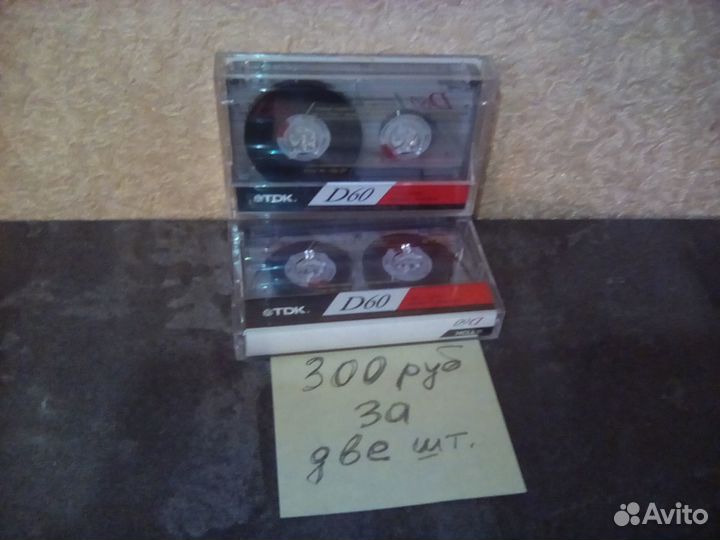 TDK D60
TDK D60
300 руб
за
две шт.
Avito